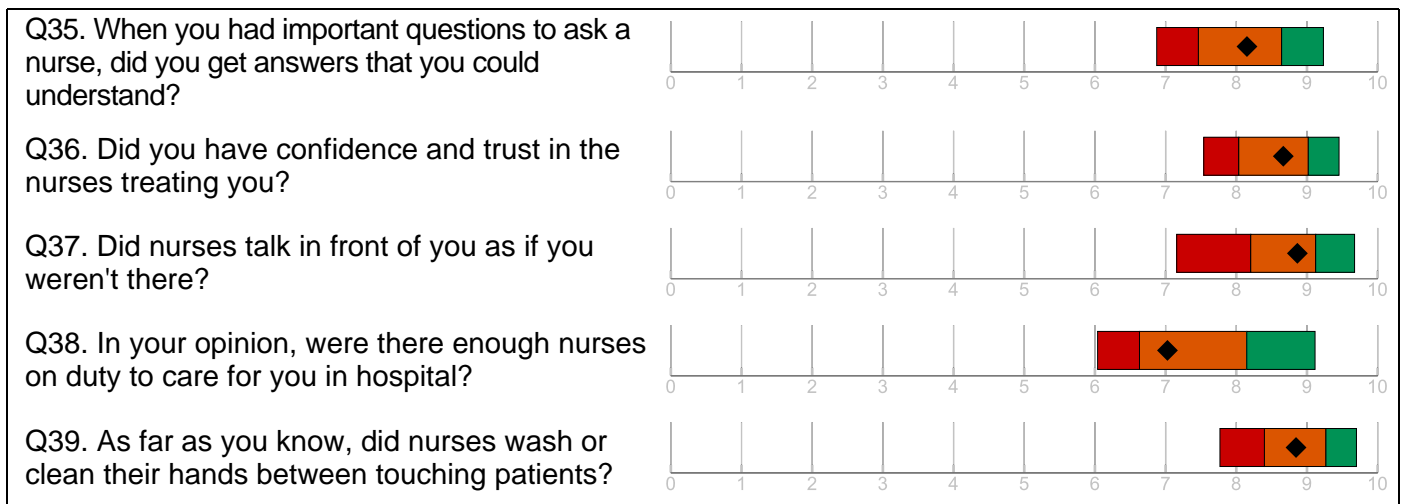 Q35. When you had important questions to ask a
nurse, did you get answers that you could
understand?
0 1 2 3 4 5 6 7 8 9 10
Q36. Did you have confidence and trust in the
nurses treating you?
0 1 2 3 4 5 6 7 8 9 10
Q37. Did nurses talk in front of you as if you
weren't there?
0 1 2 3 4 5 6 7 8 9 10
Q38. In your opinion, were there enough nurses
on duty to care for you in hospital?
0 1 2 3 4 5 6 7 8 9 10
Q39. As far as you know, did nurses wash or
clean their hands between touching patients?
0 1 2 3 4 5 6 7 8 9 10